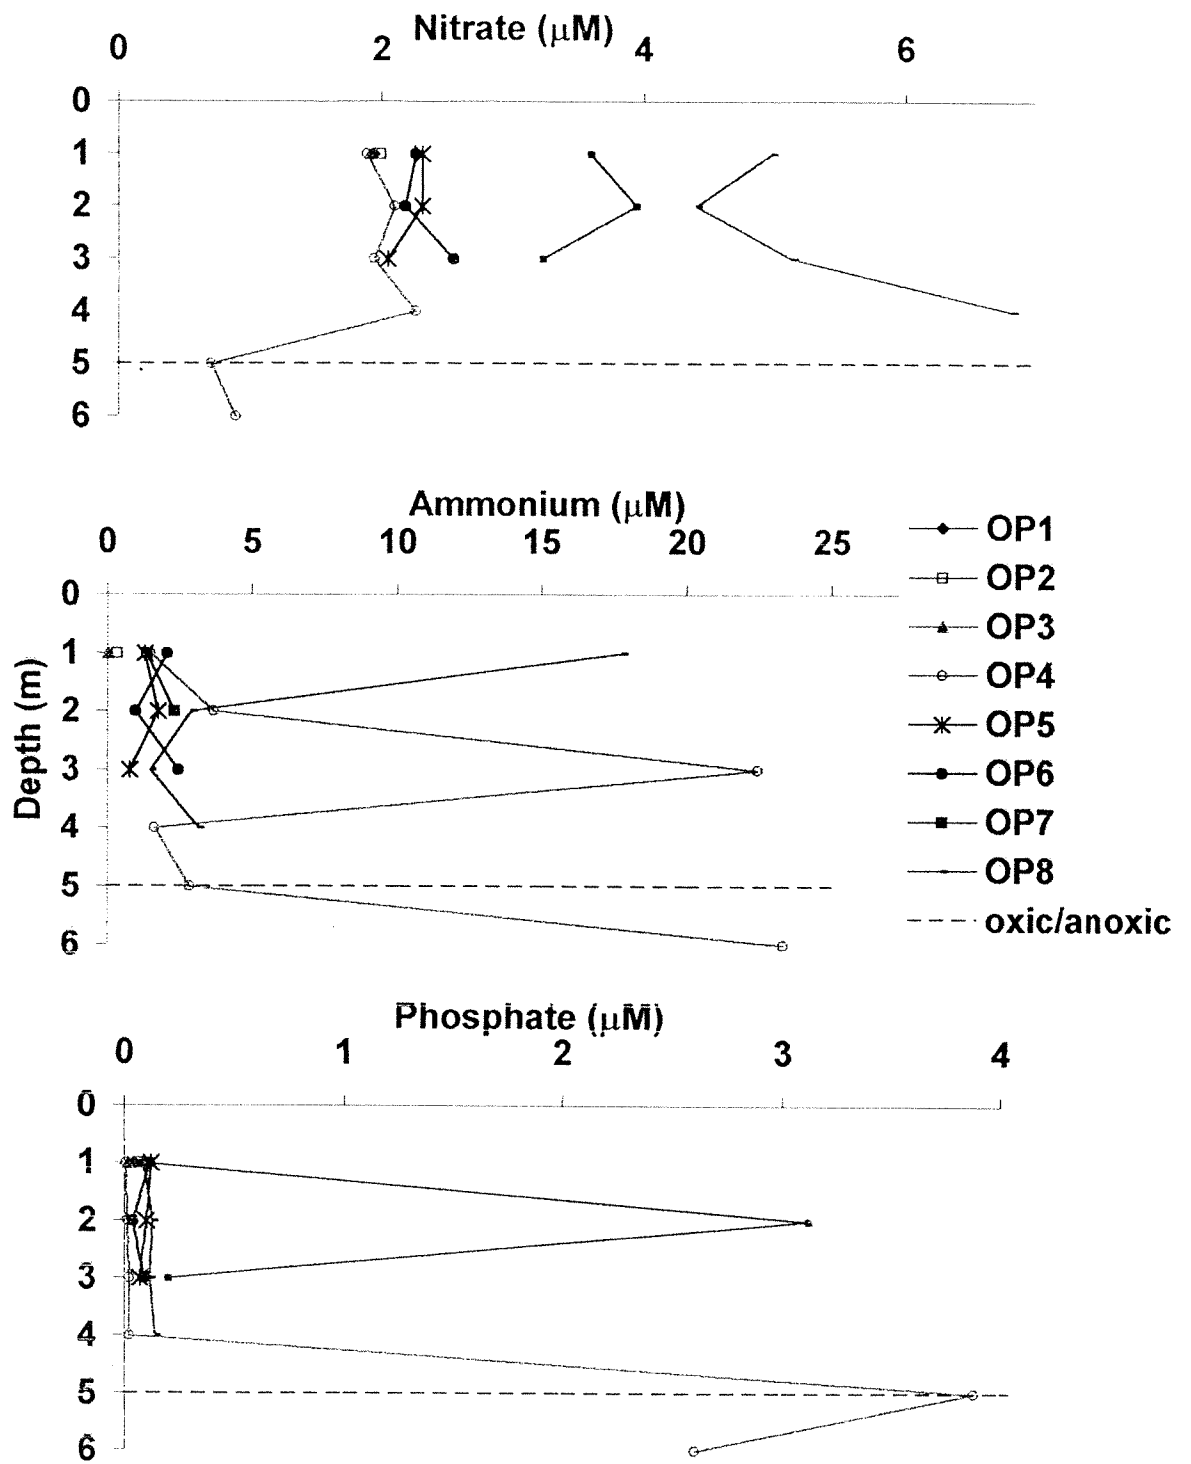 Nitrate (µM)
0 2 4 6
0
1
2
3
4
5
6
Ammonium (µM)
0 5 10 15 20 25
0
1
2
3
4
5
6
Depth (m)
OP1
OP2
OP3
OP4
OP5
OP6
OP7
OP8
oxic/anoxic
Phosphate (µM)
0 1 2 3 4
0
1
2
3
4
5
6